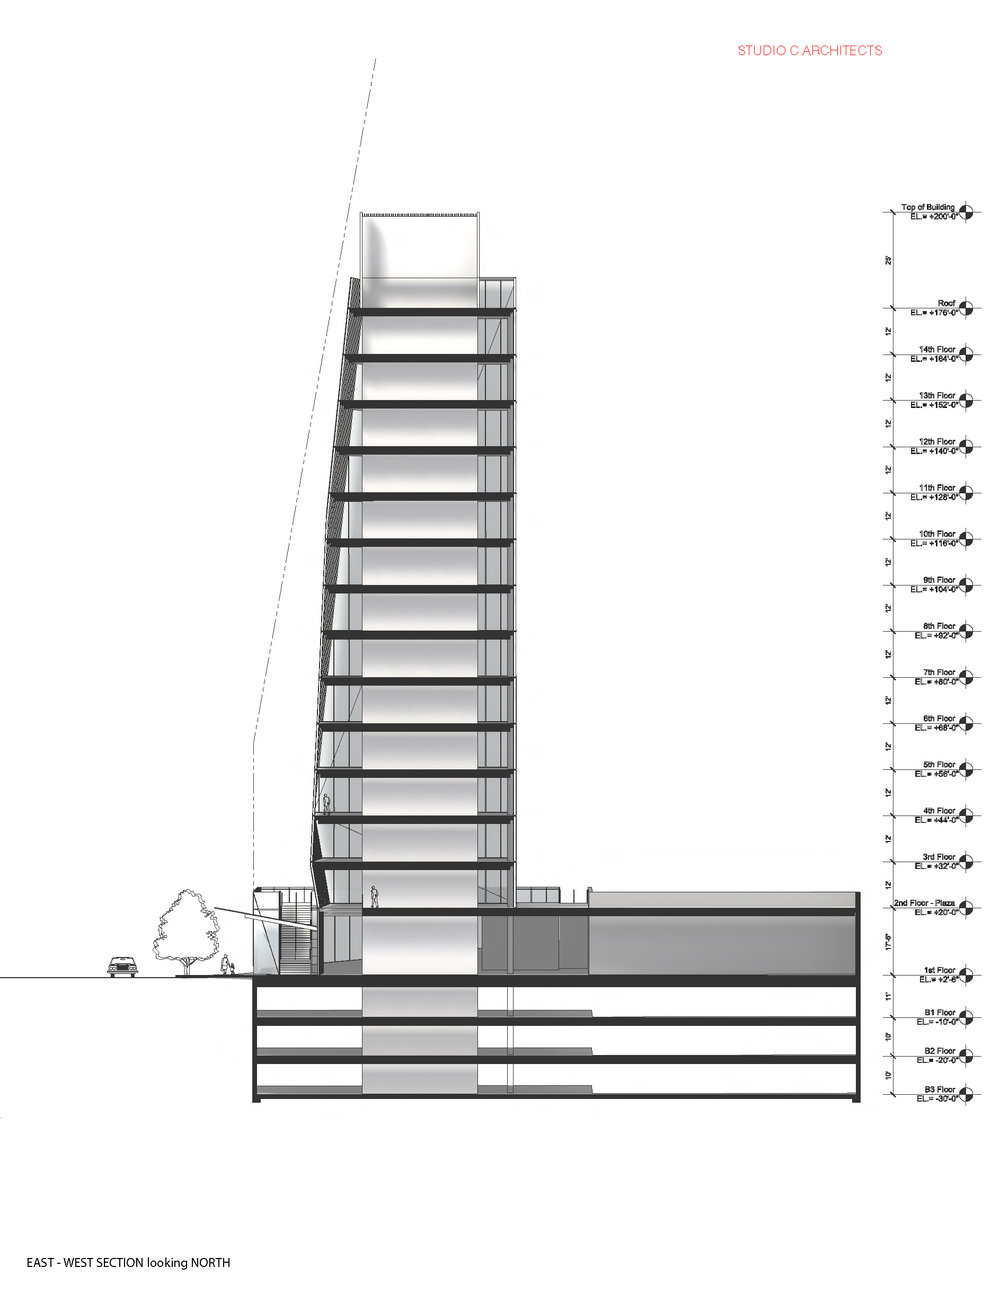 STUDIO C ARCHITECTS
Top of Building
EL.= +200'-0"
25'
Roof
EL.= +176'-0"
12'
14th Floor
EL.= +164'-0"
12'
13th Floor
EL.= +152'-0"
12'
12th Floor
EL.= +140'-0"
12'
11th Floor
EL.= +128'-0"
12'
10th Floor
EL.= +116'-0"
12'
9th Floor
EL.= +104'-0"
12'
8th Floor
EL.= +92'-0"
12'
7th Floor
EL.= +80'-0"
12'
6th Floor
EL.= +68'-0"
12'
5th Floor
EL.= +56'-0"
12'
4th Floor
EL.= +44'-0"
12'
3rd Floor
EL.= +32'-0"
12'
2nd Floor - Plaza
EL.= +20'-0"
17'-6"
1st Floor
EL.= +2'-6"
11'
B1 Floor
EL.= -10'-0"
10'
B2 Floor
EL.= -20'-0"
10'
B3 Floor
EL.= -30'-0"
EAST - WEST SECTION looking NORTH